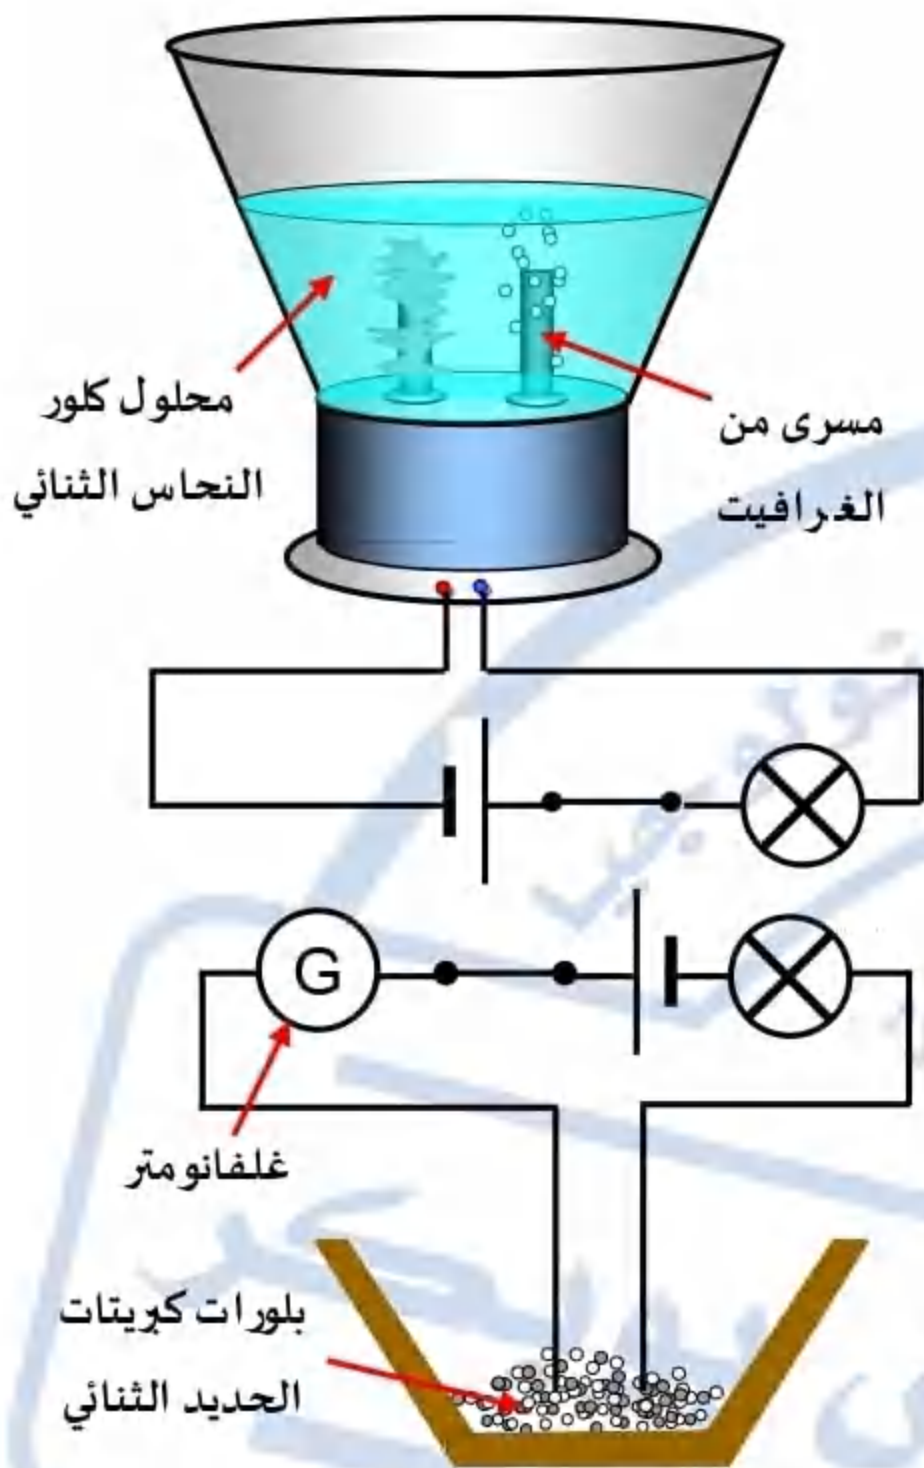 محلول كلور
النحاس الثنائي
مسرى من
الغرافيت
G
غلفانومتر
بلورات كبريتات
الحديد الثنائي